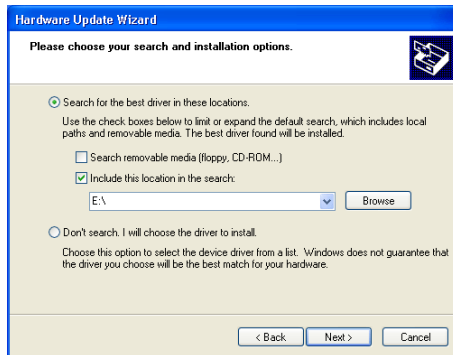 Hardware Update Wizard
Please choose your search and installation options.
Search for the best driver in these locations.
Use the check boxes below to limit or expand the default search, which includes local
paths and removable media. The best driver found will be installed.
Search removable media (floppy, CD-ROM...)
Include this location in the search:
E:\
Browse
Don't search. I will choose the driver to install.
Choose this option to select the device driver from a list. Windows does not guarantee that
the driver you choose will be the best match for your hardware.
< Back Next > Cancel